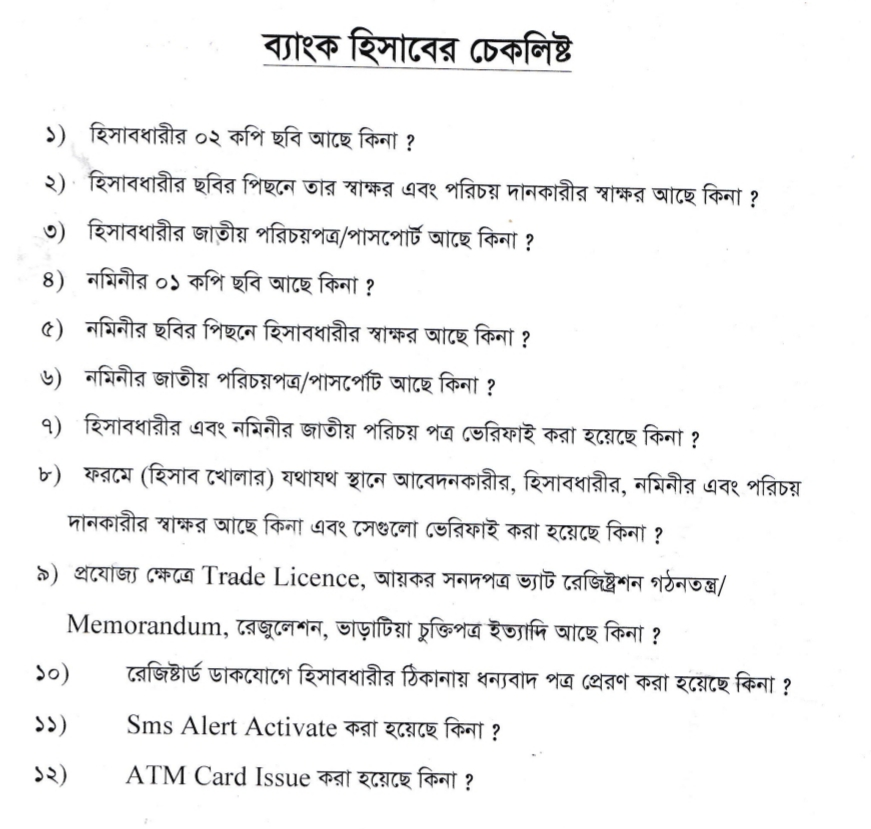 ব্যাংক হিসাবের চেকলিষ্ট
১) হিসাবধারীর ০২ কপি ছবি আছে কিনা ?
২) হিসাবধারীর ছবির পিছনে তার স্বাক্ষর এবং পরিচয় দানকারীর স্বাক্ষর আছে কিনা ?
৩) হিসাবধারীর জাতীয় পরিচয়পত্র/পাসপোর্ট আছে কিনা ?
৪) নমিনীর ০১ কপি ছবি আছে কিনা ?
৫) নমিনীর ছবির পিছনে হিসাবধারীর স্বাক্ষর আছে কিনা ?
৬) নমিনীর জাতীয় পরিচয়পত্র/পাসপোর্ট আছে কিনা ?
৭) হিসাবধারীর এবং নমিনীর জাতীয় পরিচয় পত্র ভেরিফাই করা হয়েছে কিনা ?
৮) ফরমে (হিসাব খোলার) যথাযথ স্থানে আবেদনকারীর, হিসাবধারীর, নমিনীর এবং পরিচয়
দানকারীর স্বাক্ষর আছে কিনা এবং সেগুলো ভেরিফাই করা হয়েছে কিনা ?
৯) প্রযোজ্য ক্ষেত্রে Trade Licence, আয়কর সনদপত্র ভ্যাট রেজিষ্ট্রেশন গঠনতন্ত্র/
Memorandum, রেজুলেশন, ভাড়াটিয়া চুক্তিপত্র ইত্যাদি আছে কিনা ?
১০) রেজিষ্টার্ড ডাকযোগে হিসাবধারীর ঠিকানায় ধন্যবাদ পত্র প্রেরণ করা হয়েছে কিনা ?
১১) Sms Alert Activate করা হয়েছে কিনা ?
১২) ATM Card Issue করা হয়েছে কিনা ?